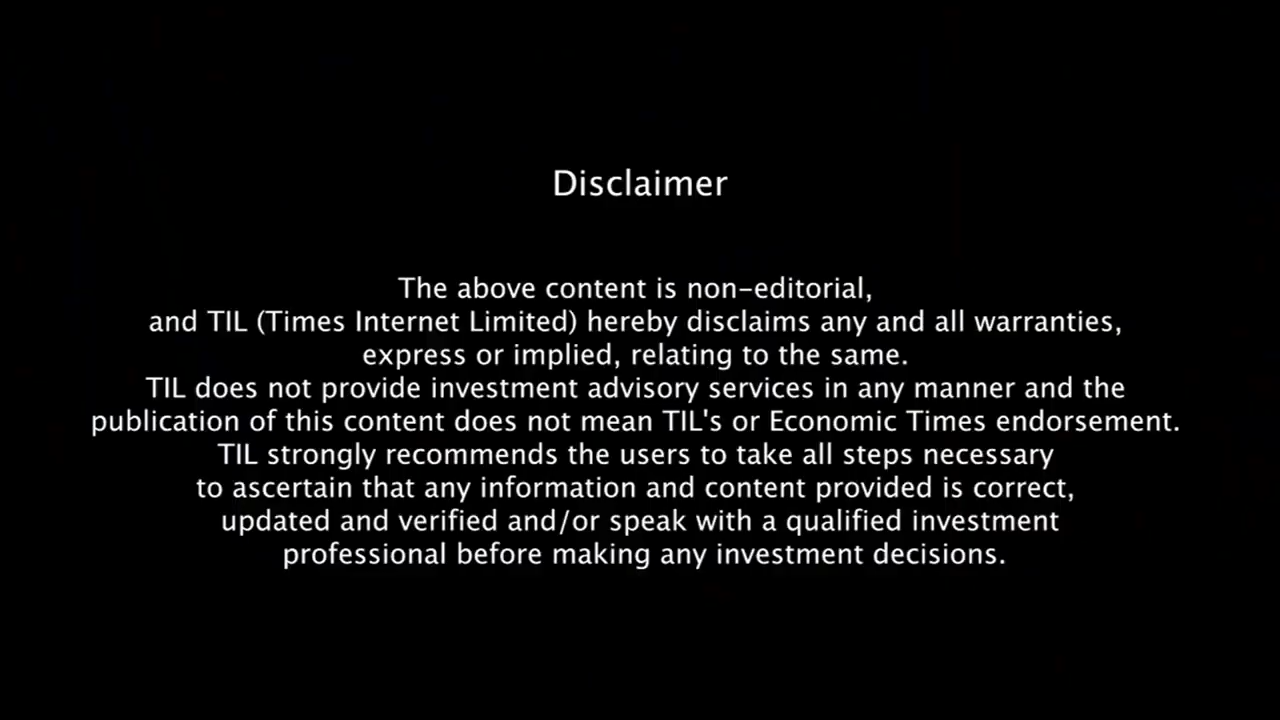 Disclaimer
The above content is non-editorial,
and TIL (Times Internet Limited) hereby disclaims any and all warranties,
express or implied, relating to the same.
TIL does not provide investment advisory services in any manner and the
publication of this content does not mean TIL's or Economic Times endorsement.
TIL strongly recommends the users to take all steps necessary
to ascertain that any information and content provided is correct,
updated and verified and/or speak with a qualified investment
professional before making any investment decisions.